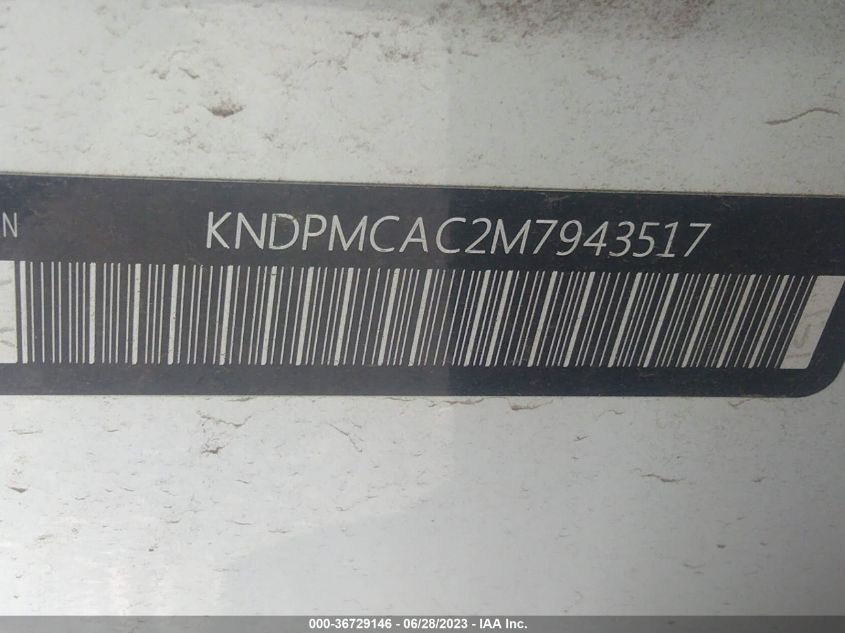 N KNDPMCAC2M7943517
000-36729146 - 06/28/2023 - IAA Inc.